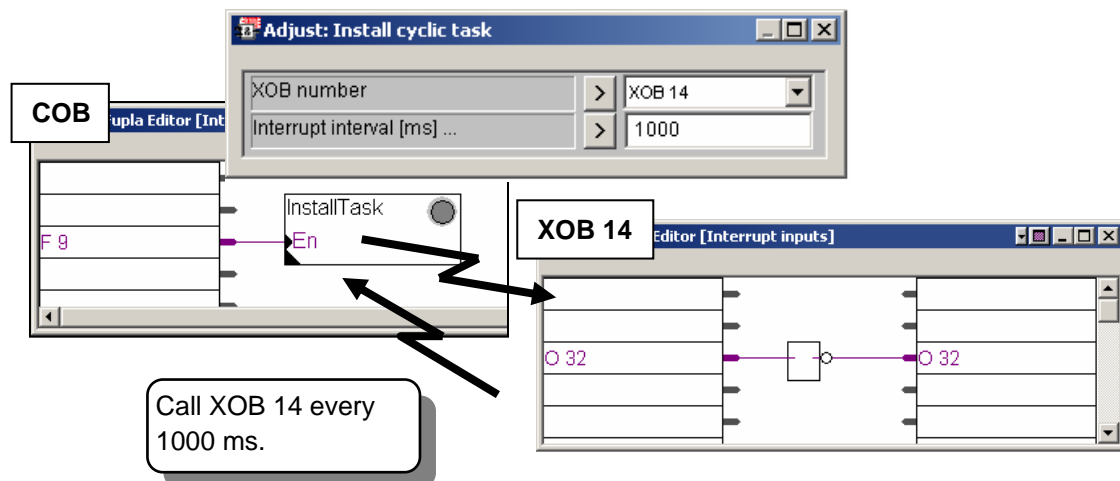 Adjust: Install cyclic task
XOB number
>
XOB 14
Interrupt interval [ms] ...
>
1000
COB
Fupla Editor [Int
InstallTask
F 9
En
XOB 14
Editor [Interrupt inputs]
O 32
O 32
Call XOB 14 every
1000 ms.